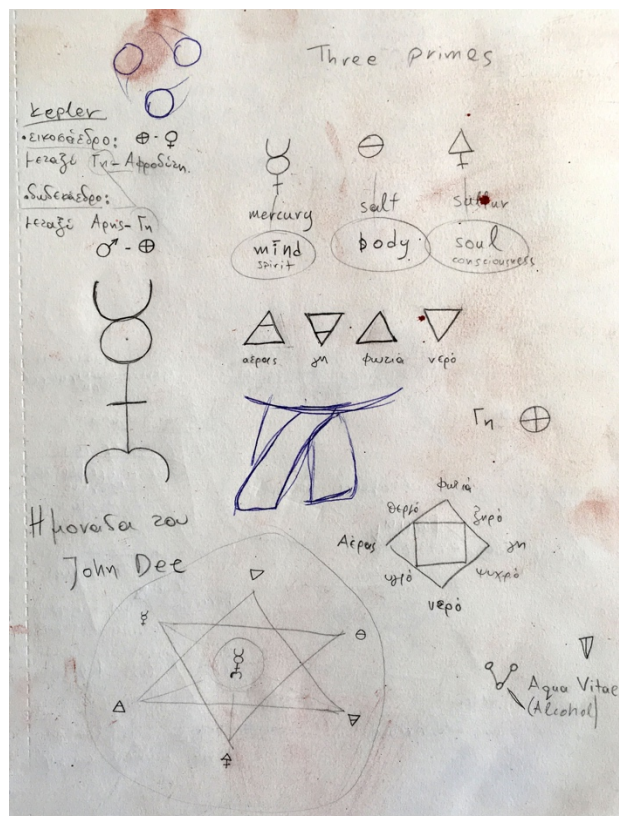 Three primes
Kepler
• εικοσάεδρο: ⊕ - ♀
μεταξύ Γη - Αφροδίτη.
• δωδεκάεδρο:
μεταξύ Αρης - Γη
♂ - ⊕
mercury salt sulfur
mind body soul
spirit consciousness
αέρας γη φωτιά νερό
Γη ⊕
φωτιά
θερμό ξηρό
Αέρας γη
υγρό ψυχρό
νερό
Η μονάδα του
John Dee
Aqua Vitae
(Alcohol)